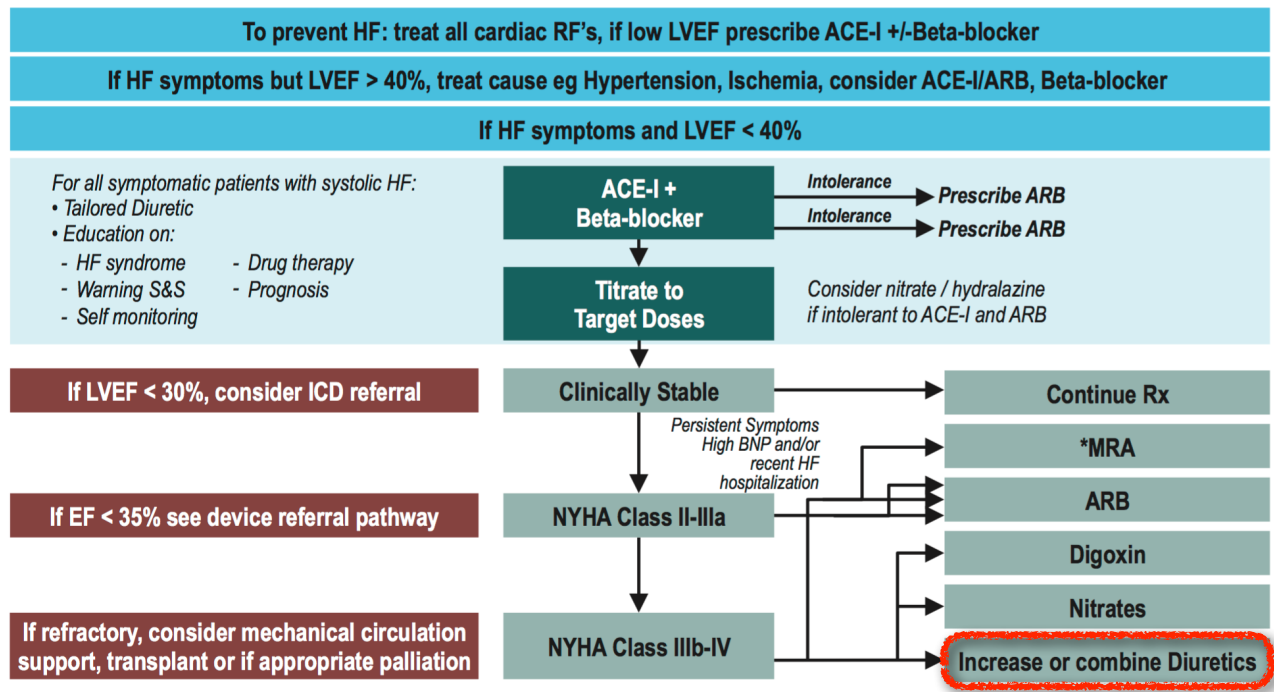 To prevent HF: treat all cardiac RF's, if low LVEF prescribe ACE-I +/-Beta-blocker
If HF symptoms but LVEF > 40%, treat cause eg Hypertension, Ischemia, consider ACE-I/ARB, Beta-blocker
If HF symptoms and LVEF < 40%
For all symptomatic patients with systolic HF:
• Tailored Diuretic
• Education on:
- HF syndrome
- Drug therapy
- Warning S&S
- Prognosis
- Self monitoring
ACE-I +
Beta-blocker
Intolerance
Prescribe ARB
Intolerance
Prescribe ARB
Titrate to
Target Doses
Consider nitrate / hydralazine
if intolerant to ACE-I and ARB
If LVEF < 30%, consider ICD referral
Clinically Stable
Continue Rx
Persistent Symptoms
High BNP and/or
recent HF
hospitalization
*MRA
If EF < 35% see device referral pathway
NYHA Class II-IIIa
ARB
Digoxin
Nitrates
If refractory, consider mechanical circulation
support, transplant or if appropriate palliation
NYHA Class IIIb-IV
Increase or combine Diuretics